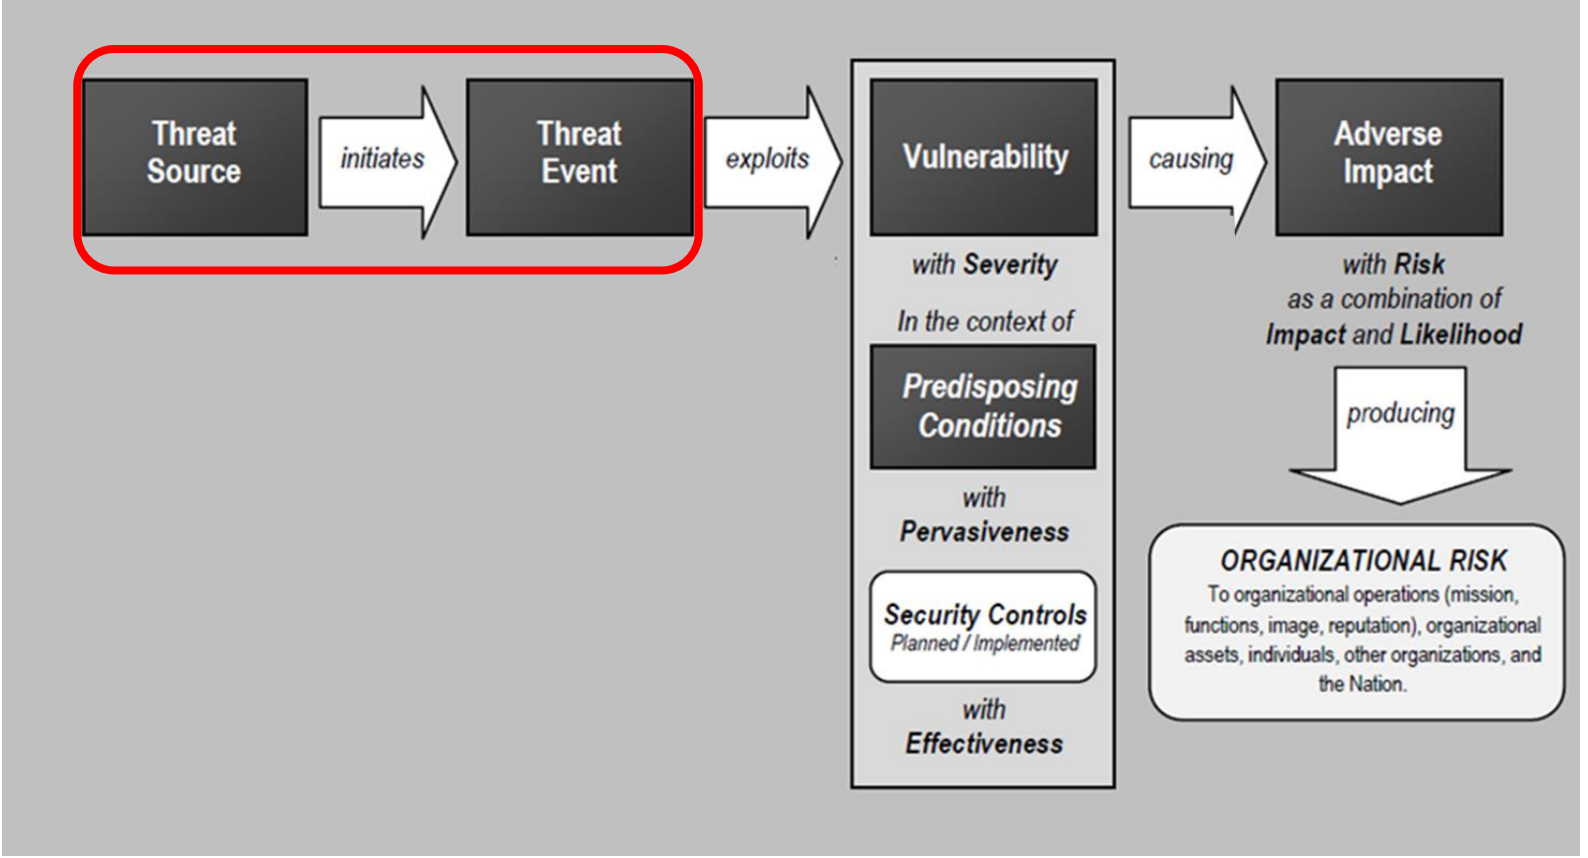 Threat
Source
initiates
Threat
Event
exploits
Vulnerability
with Severity
In the context of
Predisposing
Conditions
with
Pervasiveness
Security Controls
Planned / Implemented
with
Effectiveness
causing
Adverse
Impact
with Risk
as a combination of
Impact and Likelihood
producing
ORGANIZATIONAL RISK
To organizational operations (mission,
functions, image, reputation), organizational
assets, individuals, other organizations, and
the Nation.